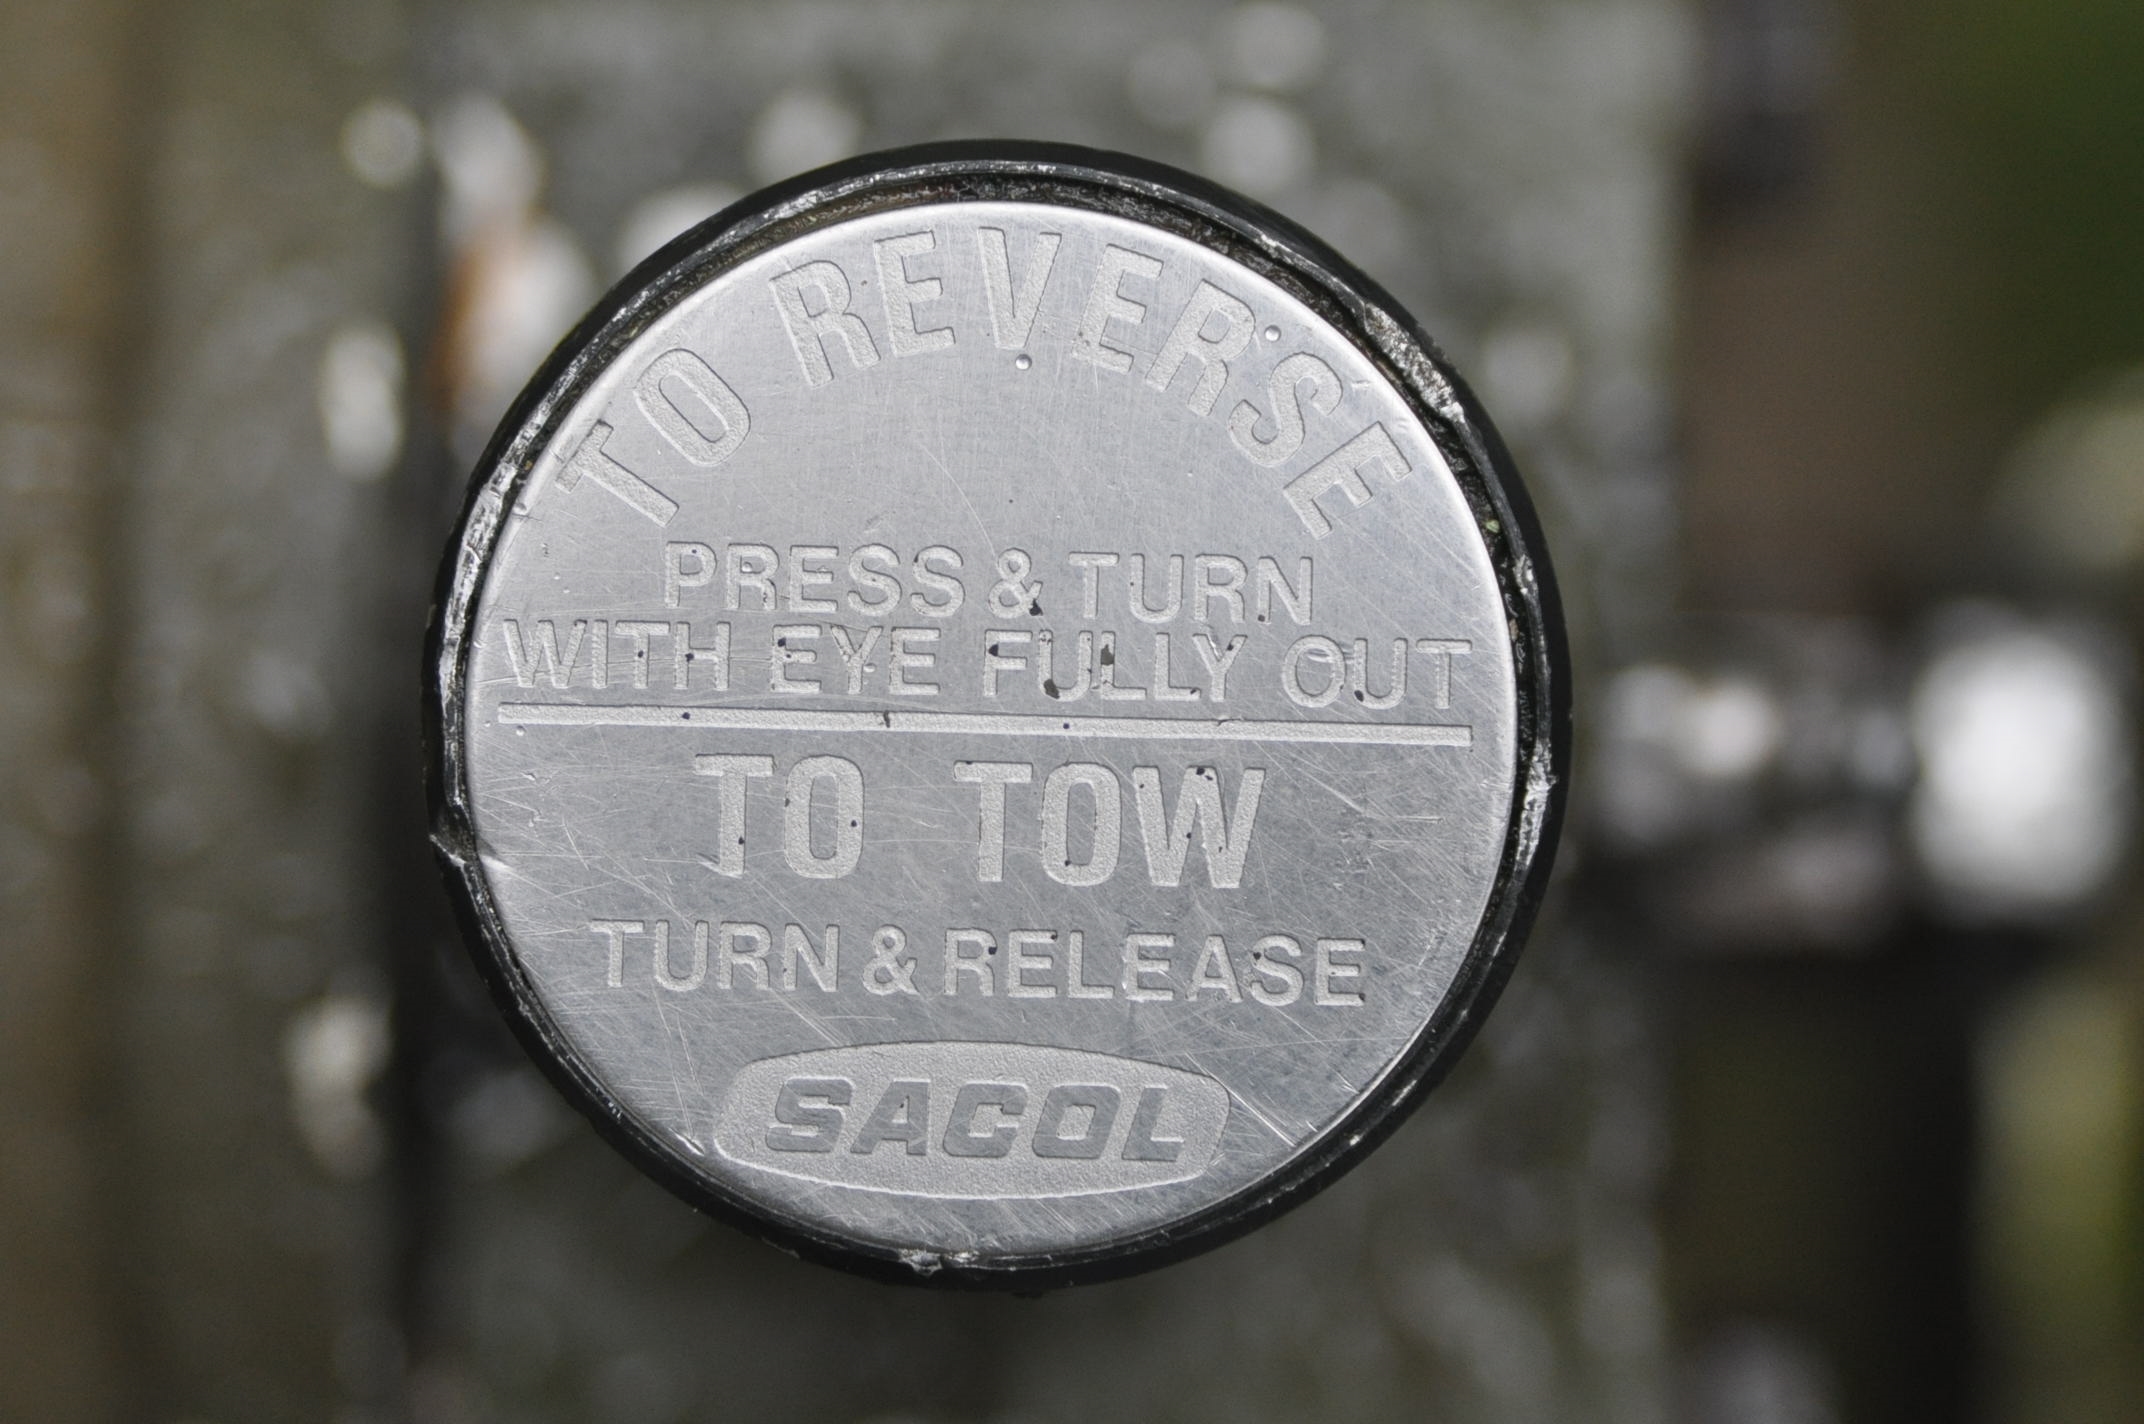 TO REVERSE
PRESS & TURN
WITH EYE FULLY OUT
TO TOW
TURN & RELEASE
SACOL